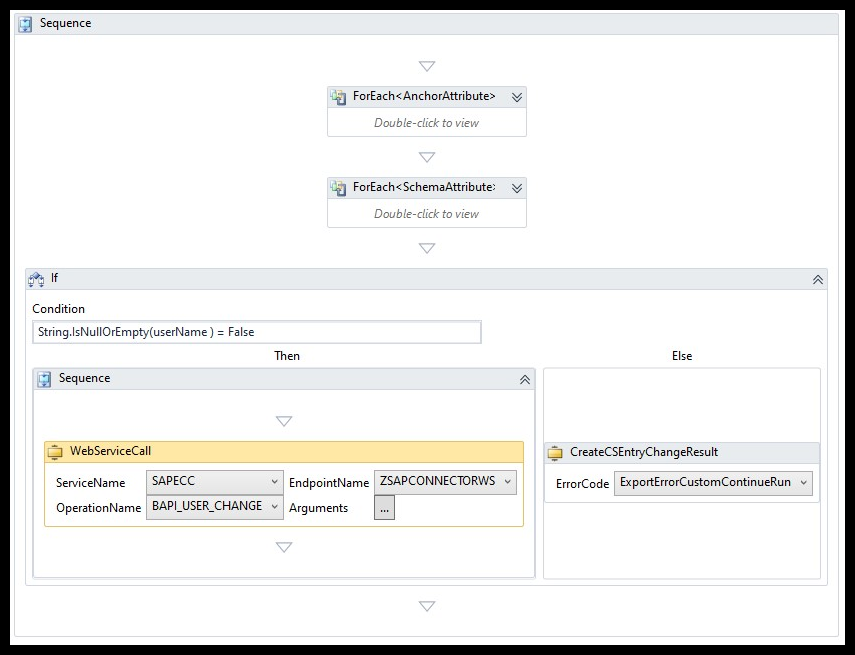 Sequence
ForEach<AnchorAttribute>
Double-click to view
ForEach<SchemaAttribute>
Double-click to view
If
Condition
String.IsNullOrEmpty(userName ) = False
Then
Else
Sequence
WebServiceCall
ServiceName SAPECC EndpointName ZSAPCONNECTORWS
OperationName BAPI_USER_CHANGE Arguments ...
CreateCSEntryChangeResult
ErrorCode ExportErrorCustomContinueRun